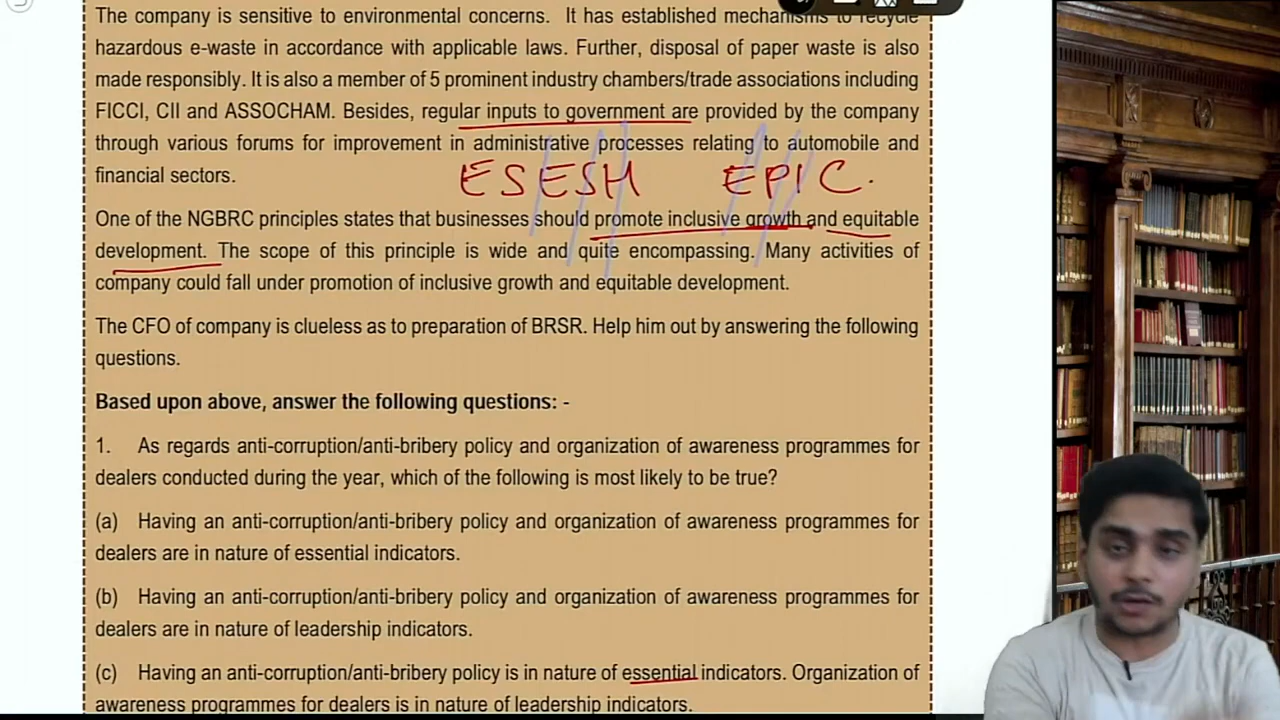 The company is sensitive to environmental concerns. It has established mechanisms to recycle
hazardous e-waste in accordance with applicable laws. Further, disposal of paper waste is also
made responsibly. It is also a member of 5 prominent industry chambers/trade associations including
FICCI, CII and ASSOCHAM. Besides, regular inputs to government are provided by the company
through various forums for improvement in administrative processes relating to automobile and
financial sectors.
ESESH EPIC.
One of the NGBRC principles states that businesses should promote inclusive growth and equitable
development. The scope of this principle is wide and quite encompassing. Many activities of
company could fall under promotion of inclusive growth and equitable development.
The CFO of company is clueless as to preparation of BRSR. Help him out by answering the following
questions.
Based upon above, answer the following questions: -
1. As regards anti-corruption/anti-bribery policy and organization of awareness programmes for
dealers conducted during the year, which of the following is most likely to be true?
(a) Having an anti-corruption/anti-bribery policy and organization of awareness programmes for
dealers are in nature of essential indicators.
(b) Having an anti-corruption/anti-bribery policy and organization of awareness programmes for
dealers are in nature of leadership indicators.
(c) Having an anti-corruption/anti-bribery policy is in nature of essential indicators. Organization of
awareness programmes for dealers is in nature of leadership indicators.